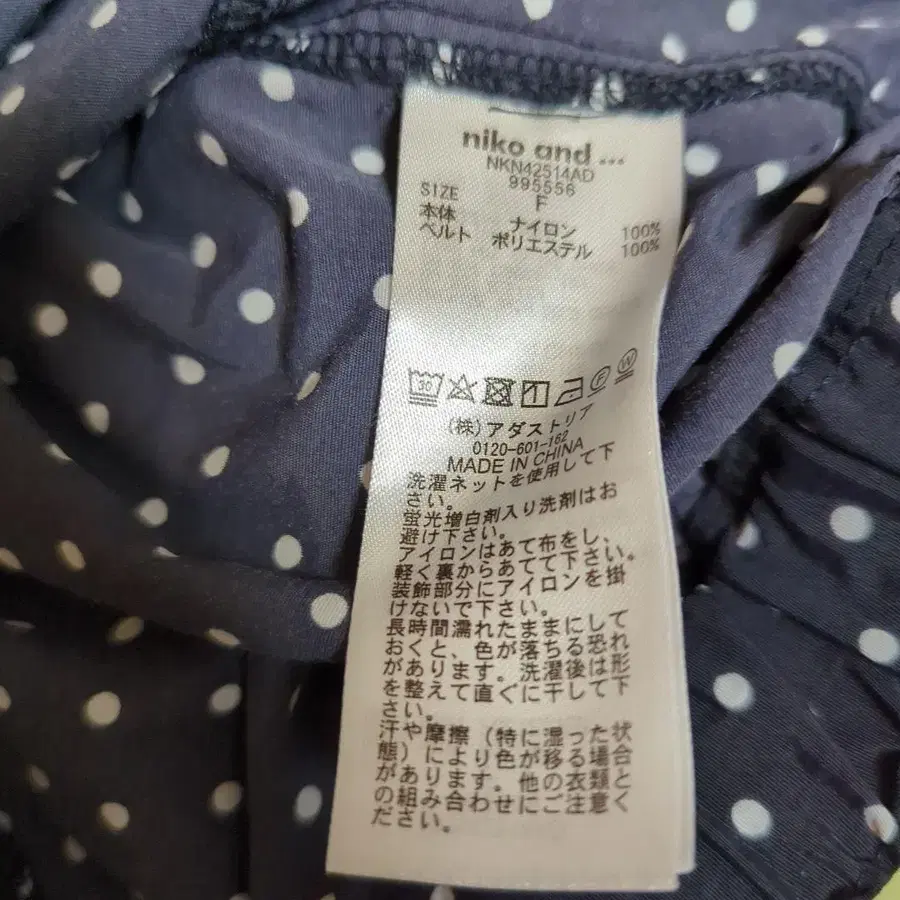 niko and ...
NKN42514AD
995556
SIZE F
本体 ナイロン 100%
ベルト ポリエステル 100%
30
W
(株)アダストリア
0120-601-162
MADE IN CHINA
洗濯ネットを使用して下
さい。
蛍光増白剤入り洗剤はお
避け下さい。
アイロンはあて布をし、
軽く裏からあてて下さい。
装飾部分にアイロンを掛
けないで下さい。
長時間濡れたままにして
おくと、色が落ちる恐れ
があります。洗濯後は形
を整えて直ぐに干して下
さい。
汗や摩擦（特に湿った状
態）により色が移る場合
があります。他の衣類と
の組み合わせにご注意く
ださい。